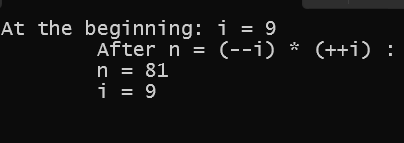 At the beginning: i = 9
After n = (--i) * (++i) :
n = 81
i = 9